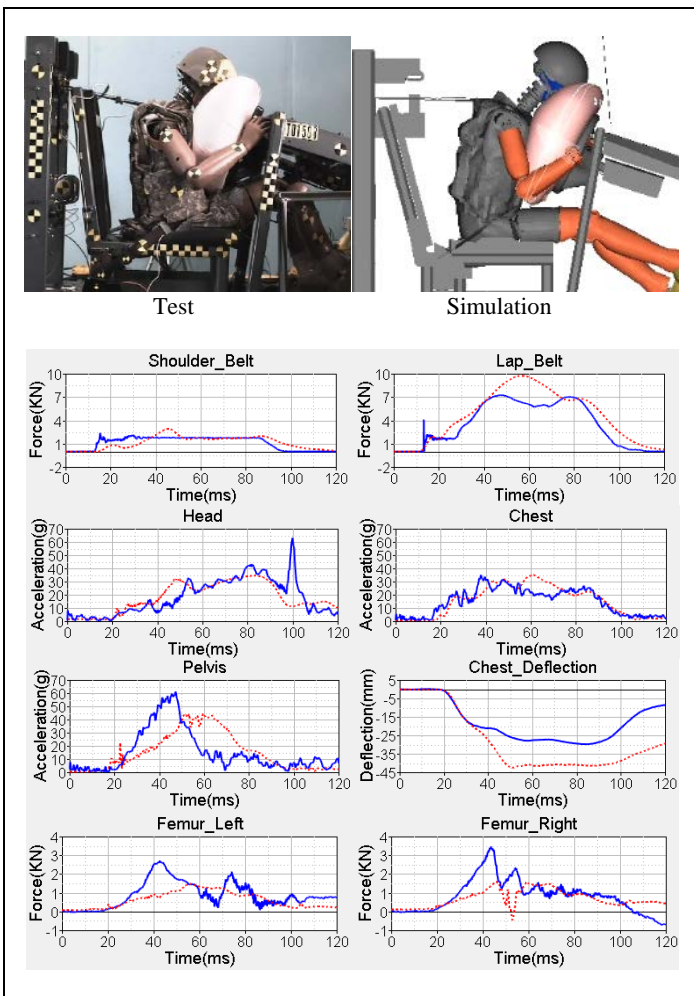 Test Simulation
Shoulder_Belt
Force(KN)
10
7
4
1
-2
0 20 40 60 80 100 120
Time(ms)
Lap_Belt
Force(KN)
10
7
4
1
-2
0 20 40 60 80 100 120
Time(ms)
Head
Acceleration(g)
70
60
50
40
30
20
10
0
0 20 40 60 80 100 120
Time(ms)
Chest
Acceleration(g)
70
60
50
40
30
20
10
0
0 20 40 60 80 100 120
Time(ms)
Pelvis
Acceleration(g)
70
60
50
40
30
20
10
0
0 20 40 60 80 100 120
Time(ms)
Chest_Deflection
Deflection(mm)
5
-5
-15
-25
-35
-45
0 20 40 60 80 100 120
Time(ms)
Femur_Left
Force(KN)
4
3
2
1
0
-1
0 20 40 60 80 100 120
Time(ms)
Femur_Right
Force(KN)
4
3
2
1
0
-1
0 20 40 60 80 100 120
Time(ms)